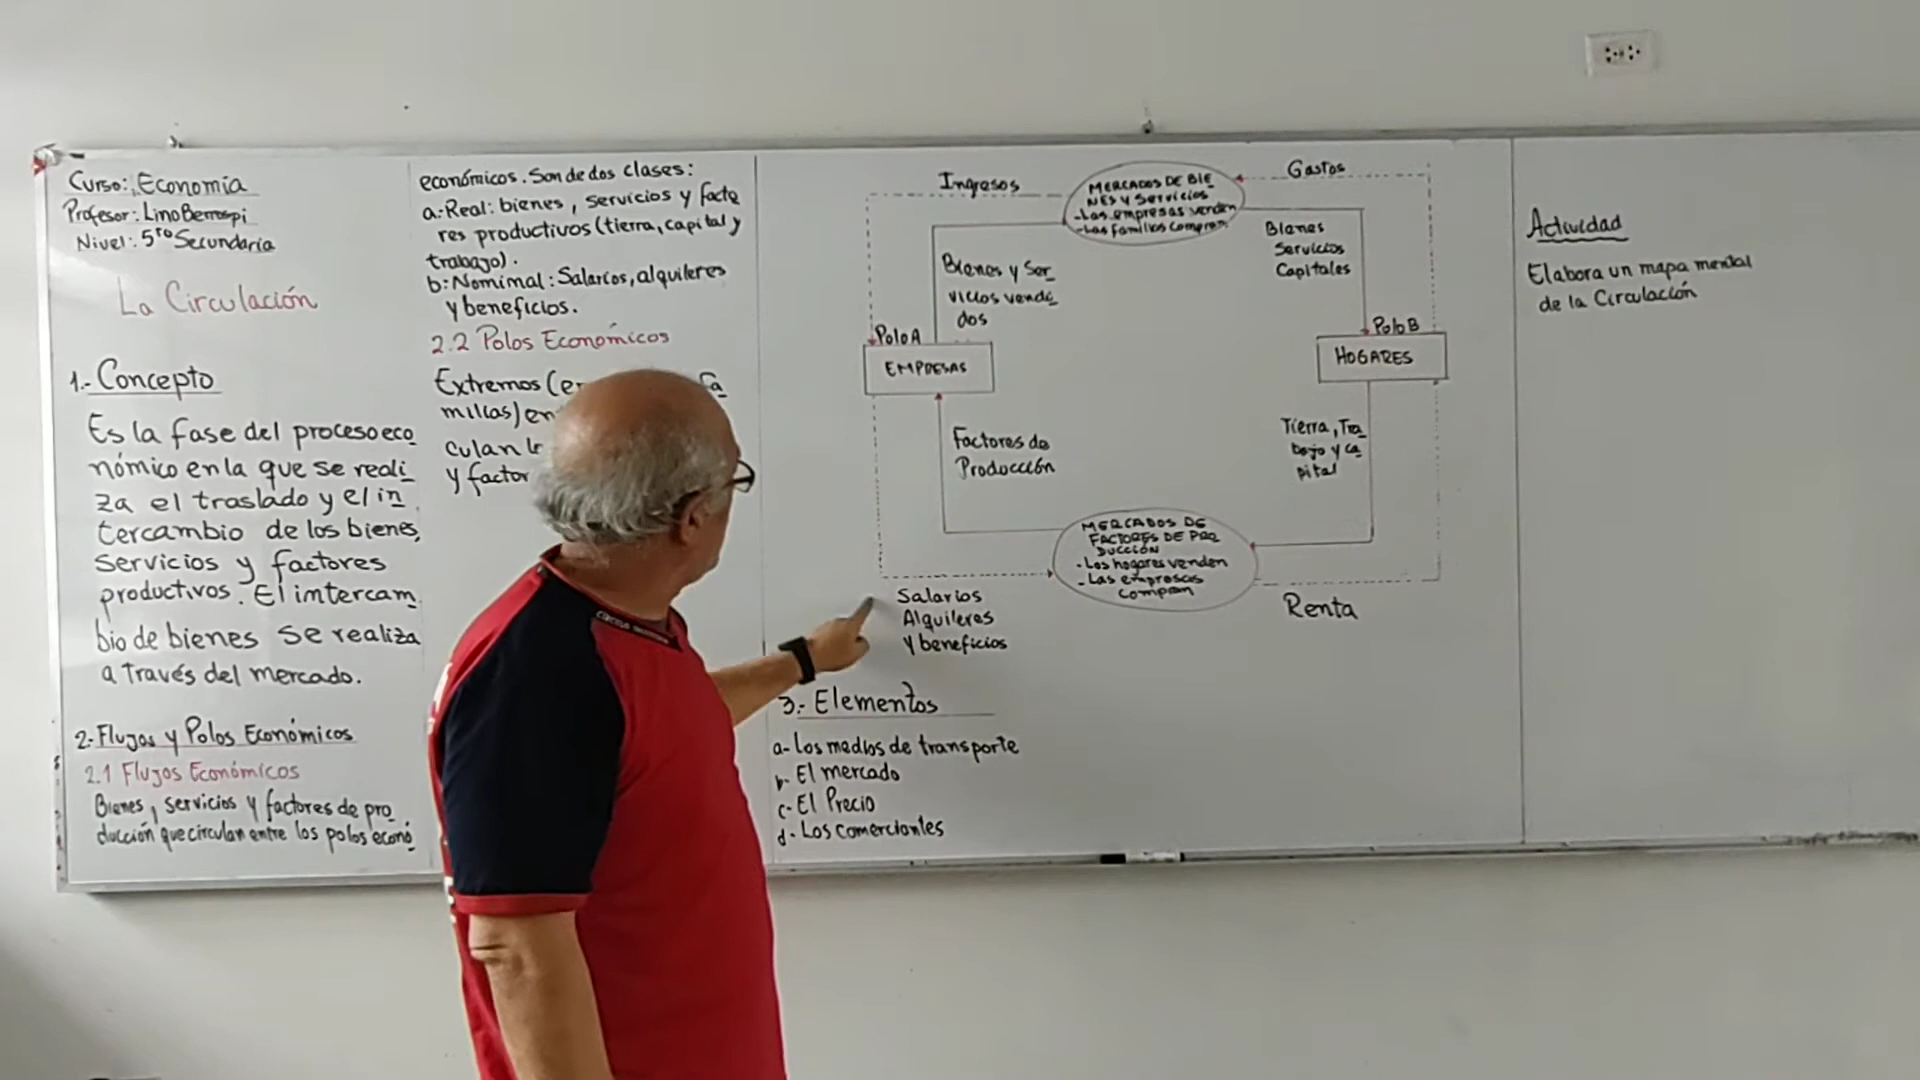 Curso: Economía
Profesor: Lino Berrospi
Nivel: 5to Secundaria
La Circulación
1.- Concepto
Es la fase del proceso eco
nómico en la que se reali
za el traslado y el in
tercambio de los bienes,
servicios y factores
productivos. El intercam
bio de bienes se realiza
a través del mercado.
2- Flujos y Polos Económicos
2.1 Flujos Económicos
Bienes, servicios y factores de pro
ducción que circulan entre los polos econó
económicos. Son de dos clases:
a.- Real: bienes, servicios y facto
res productivos (tierra, capital y
trabajo).
b: Nominal: Salarios, alquileres
y beneficios.
2.2 Polos Económicos
Extremos
millas) en
culan
y factor
Ingresos
MERCADOS DE BIE
NES y Servicios
- Las empresas venden
- Las familias compran
Gastos
Bienes y Ser
vicios vendi
dos
Bienes
Servicios
Capitales
Polo A
EMPRESAS
Polo B
HOGARES
Factores de
Producción
Tierra, Tra
bajo y ca
pital
MERCADOS DE
FACTORES DE PRO
DUCCIÓN
- Los hogares venden
- Las empresas
compran
Salarios
Alquileres
y beneficios
Renta
3.- Elementos
a- Los medios de transporte
b- El mercado
c- El Precio
d- Los comerciantes
Actividad
Elabora un mapa mental
de la Circulación